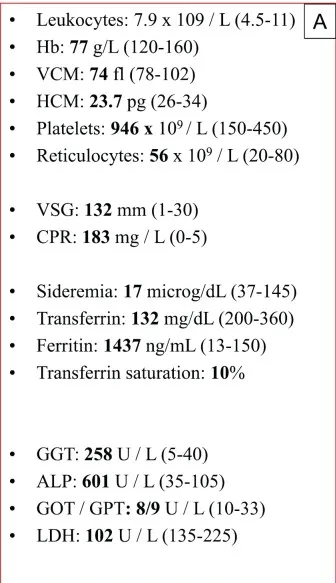 • Leukocytes: 7.9 x 109 / L (4.5-11)
A
• Hb: 77 g/L (120-160)
• VCM: 74 fl (78-102)
• HCM: 23.7 pg (26-34)
• Platelets: 946 x 10⁹ / L (150-450)
• Reticulocytes: 56 x 10⁹ / L (20-80)
• VSG: 132 mm (1-30)
• CPR: 183 mg / L (0-5)
• Sideremia: 17 microg/dL (37-145)
• Transferrin: 132 mg/dL (200-360)
• Ferritin: 1437 ng/mL (13-150)
• Transferrin saturation: 10%
• GGT: 258 U / L (5-40)
• ALP: 601 U / L (35-105)
• GOT / GPT: 8/9 U / L (10-33)
• LDH: 102 U / L (135-225)